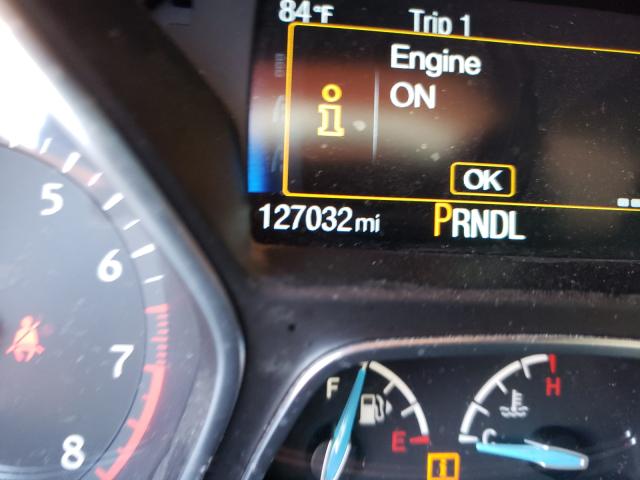 84°F Trip 1
Engine
ON
i
OK
127032 mi PRNDL
5
6
7
8
F
E
H
C
i